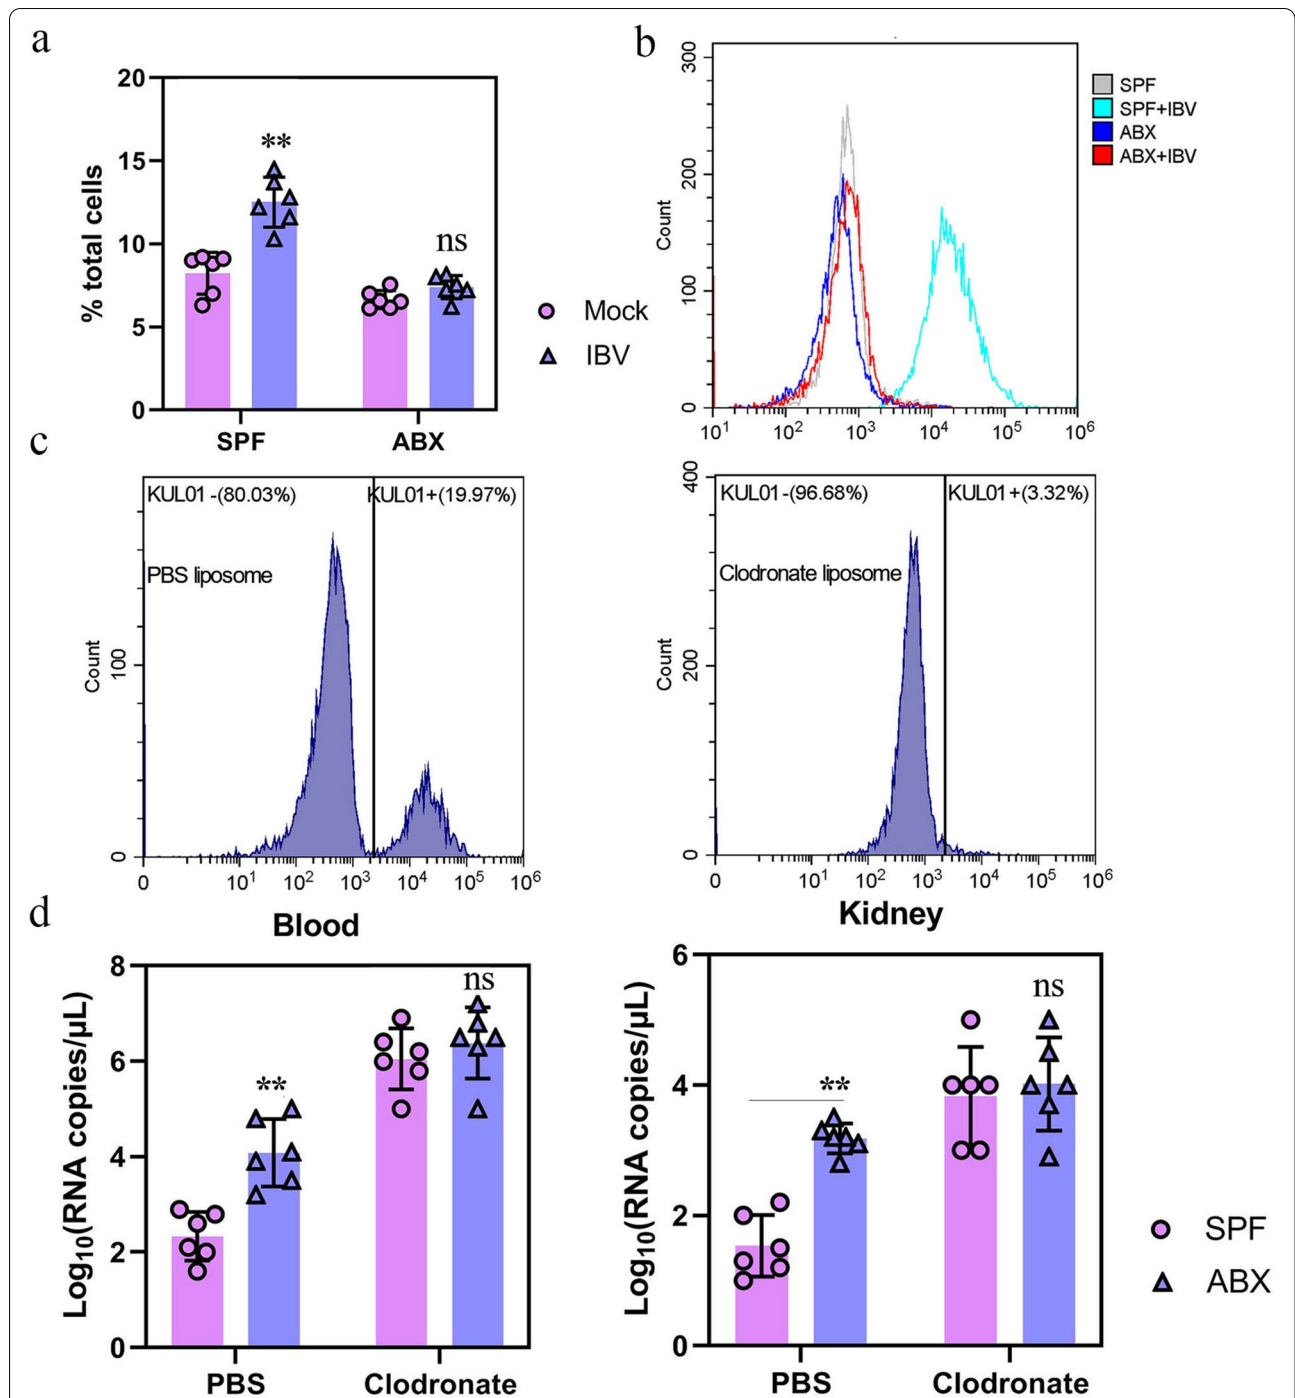 a
b
20
15
10
5
0
% total cells
**
ns
SPF
ABX
Mock
IBV
300
200
100
0
Count
10¹
10²
10³
10⁴
10⁵
10⁶
SPF
SPF+IBV
ABX
ABX+IBV
c
KUL01 -(80.03%)
KUL01+(19.97%)
PBS liposome
Count
100
0
0
10¹
10²
10³
10⁴
10⁵
10⁶
KUL01 -(96.68%)
KUL01+(3.32%)
Clodronate liposome
Count
400
200
0
0
10¹
10²
10³
10⁴
10⁵
10⁶
d
Blood
8
6
4
2
0
Log₁₀(RNA copies/µL)
**
ns
PBS
Clodronate
Kidney
6
4
2
0
Log₁₀(RNA copies/µL)
**
ns
PBS
Clodronate
SPF
ABX